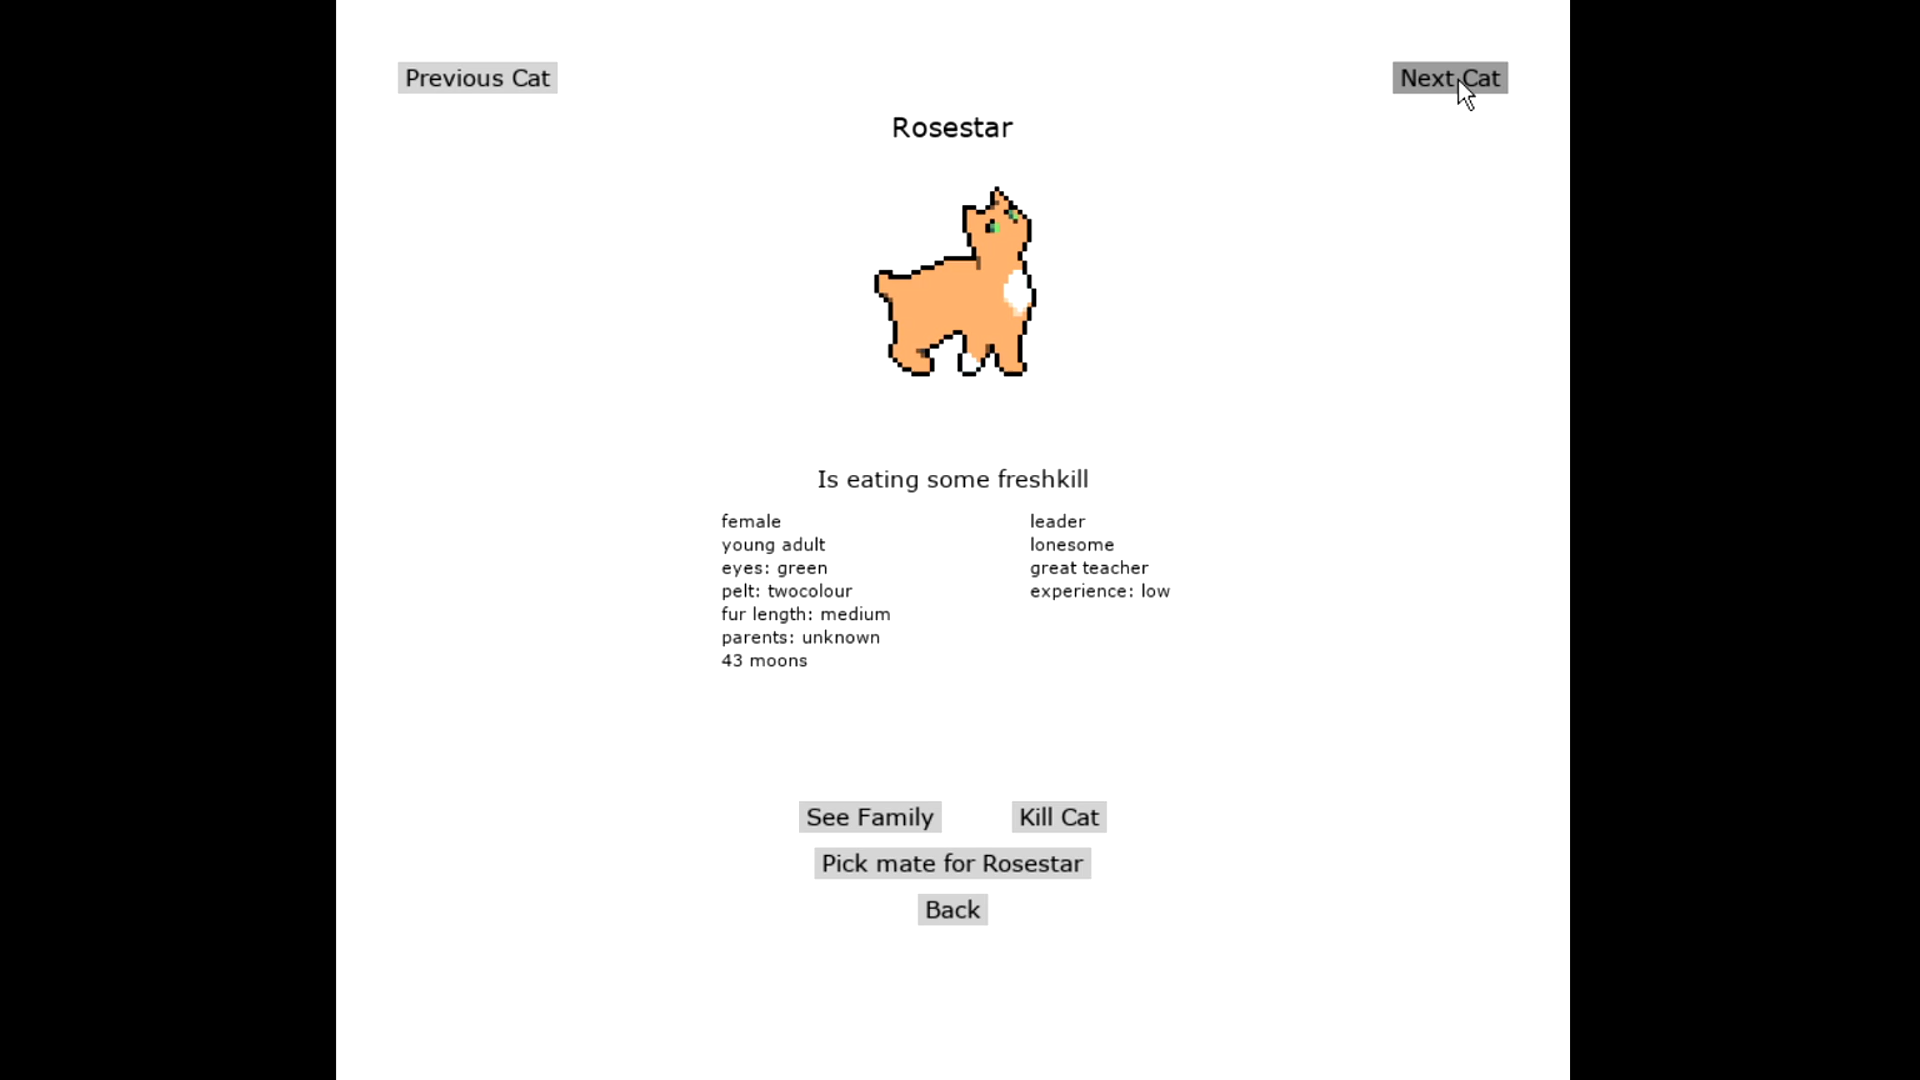 Previous Cat
Next Cat
Rosestar
Is eating some freshkill
female
young adult
eyes: green
pelt: twocolour
fur length: medium
parents: unknown
43 moons
leader
lonesome
great teacher
experience: low
See Family
Kill Cat
Pick mate for Rosestar
Back